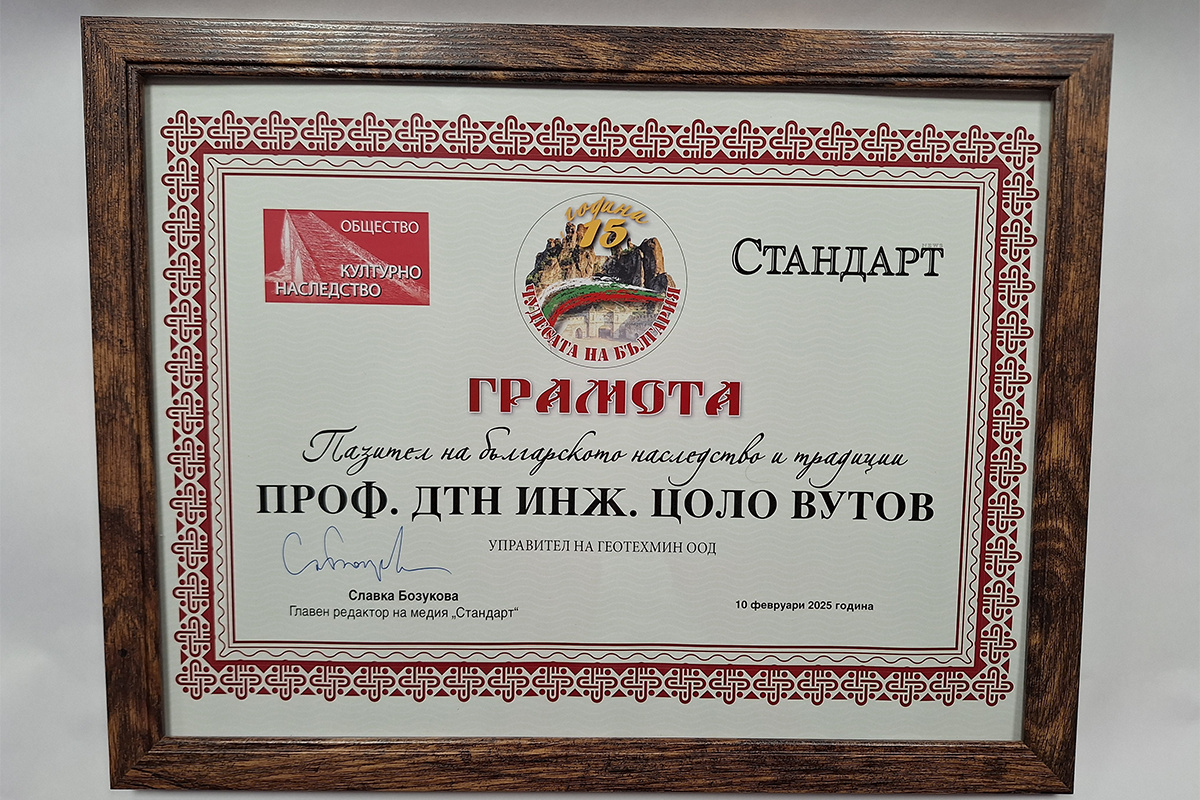 ОБЩЕСТВО
КУЛТУРНО
НАСЛЕДСТВО
години
15
ЧУДЕСАТА НА БЪЛГАРИЯ
СТАНДАРТ
NEWS
ГРАМОТА
Пазител на българското наследство и традиции
ПРОФ. ДТН ИНЖ. ЦОЛО ВУТОВ
УПРАВИТЕЛ НА ГЕОТЕХМИН ООД
Славка Бозукова
Главен редактор на медия „Стандарт“
10 февруари 2025 година